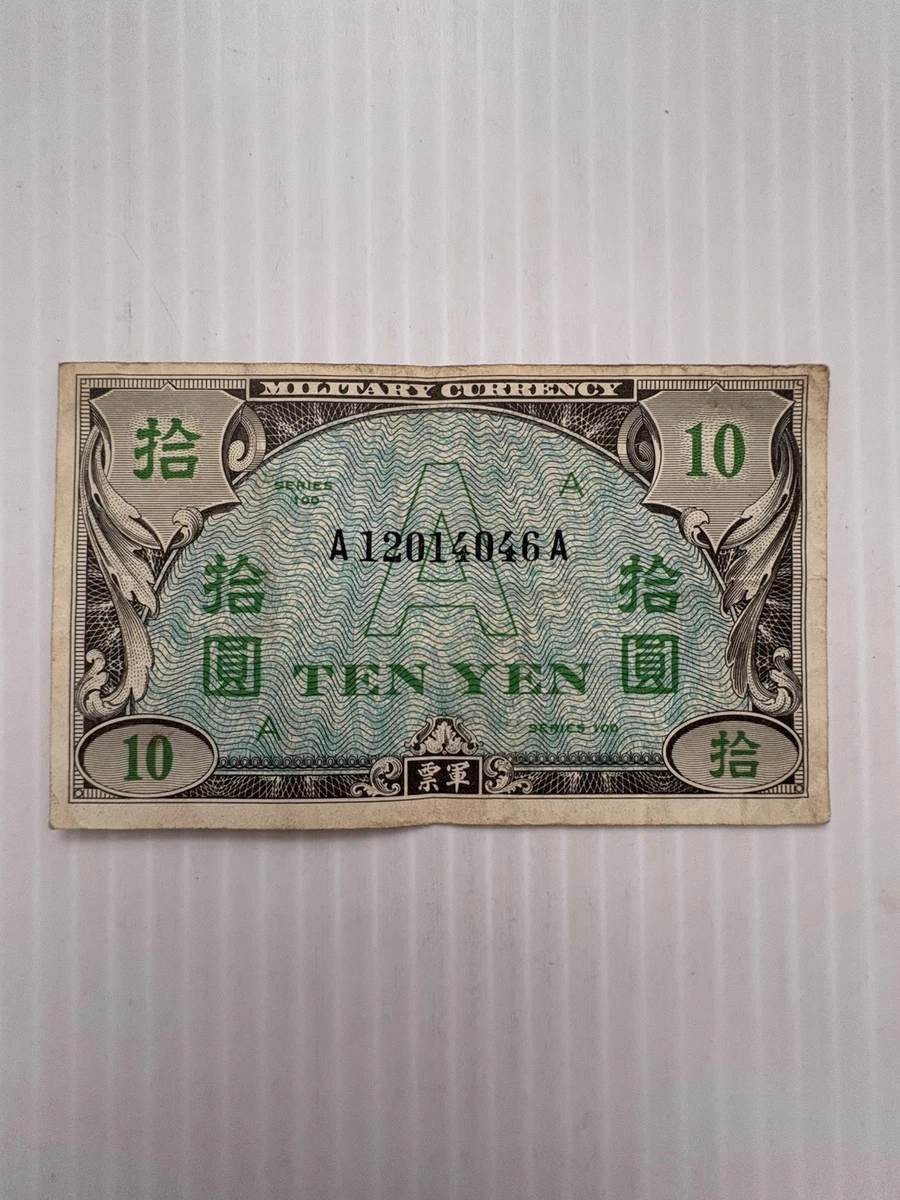 MILITARY CURRENCY
拾
10
SERIES
100
A
A
A12014046A
拾
圓
拾
圓
TEN YEN
A
SERIES 100
10
票軍
拾